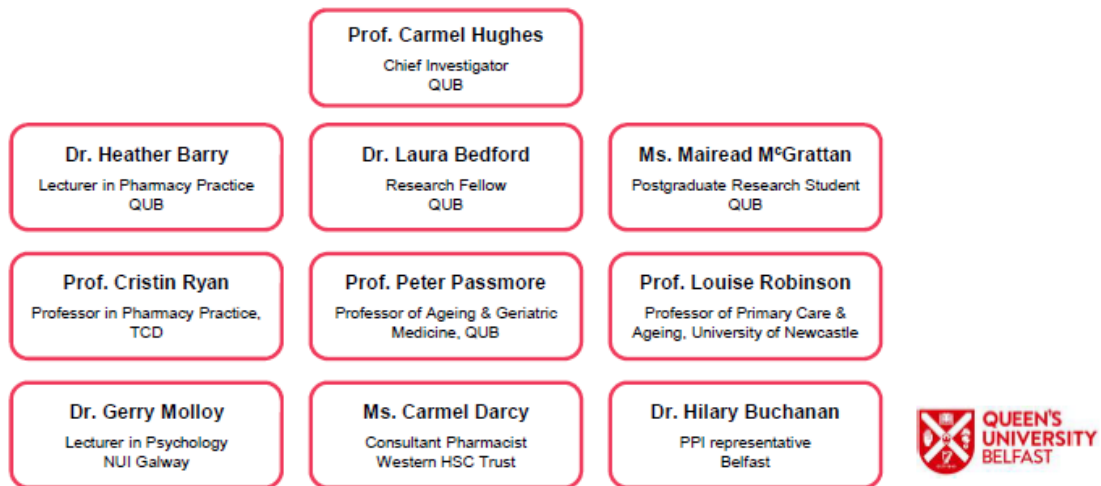 Prof. Carmel Hughes
Chief Investigator
QUB
Dr. Heather Barry
Lecturer in Pharmacy Practice
QUB
Dr. Laura Bedford
Research Fellow
QUB
Ms. Mairead McGrattan
Postgraduate Research Student
QUB
Prof. Cristin Ryan
Professor in Pharmacy Practice,
TCD
Prof. Peter Passmore
Professor of Ageing & Geriatric
Medicine, QUB
Prof. Louise Robinson
Professor of Primary Care &
Ageing, University of Newcastle
Dr. Gerry Molloy
Lecturer in Psychology
NUI Galway
Ms. Carmel Darcy
Consultant Pharmacist
Western HSC Trust
Dr. Hilary Buchanan
PPI representative
Belfast
QUEEN'S
UNIVERSITY
BELFAST